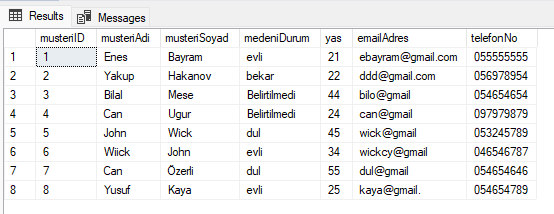 Results Messages
musteriID musteriAdi musteriSoyad medeniDurum yas emailAdres telefonNo
1 1 Enes Bayram evli 21 ebayram@gmail.com 055555555
2 2 Yakup Hakanov bekar 22 ddd@gmail.com 056978954
3 3 Bilal Mese Belirtilmedi 44 bilo@gmail 054654654
4 4 Can Ugur Belirtilmedi 24 can@gmail 097979879
5 5 John Wick dul 45 wick@gmail 053245789
6 6 Wiick John evli 34 wickcy@gmail 046546787
7 7 Can Özerli dul 55 dul@gmail 054654646
8 8 Yusuf Kaya evli 25 kaya@gmail. 054654789